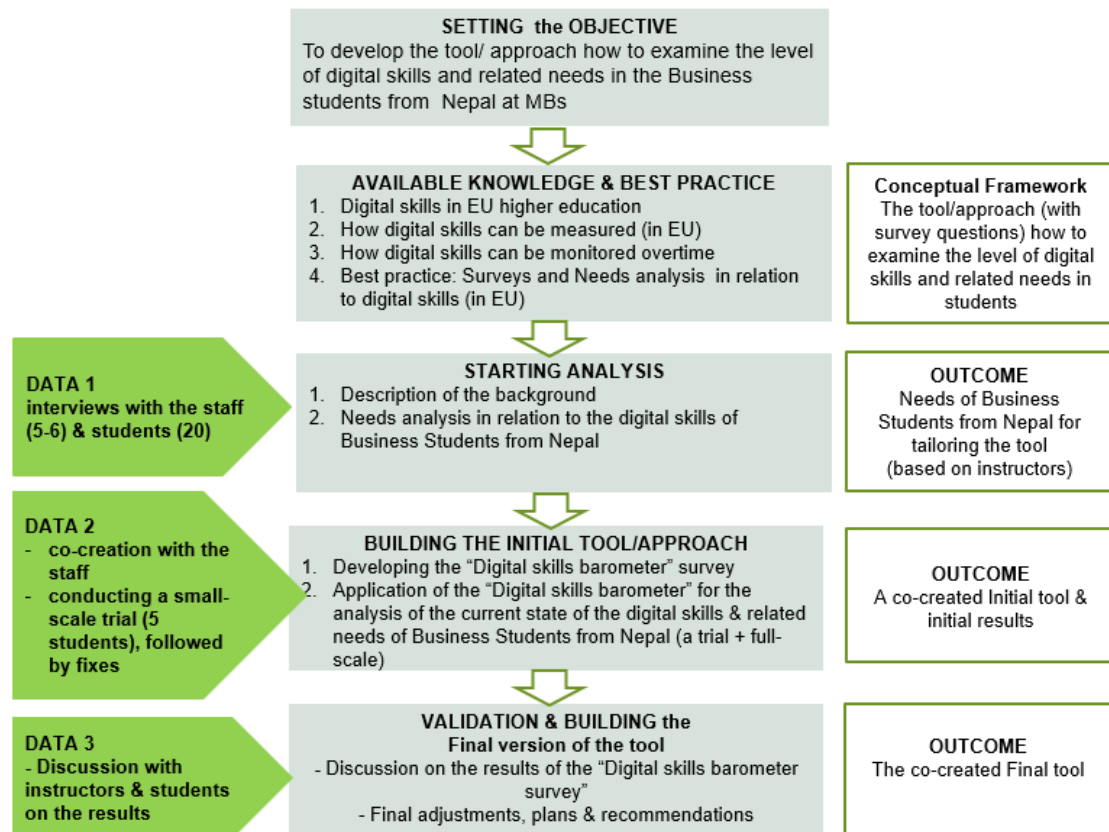 SETTING the OBJECTIVE
To develop the tool/ approach how to examine the level
of digital skills and related needs in the Business
students from Nepal at MBs
AVAILABLE KNOWLEDGE & BEST PRACTICE
1. Digital skills in EU higher education
2. How digital skills can be measured (in EU)
3. How digital skills can be monitored overtime
4. Best practice: Surveys and Needs analysis in relation
to digital skills (in EU)
Conceptual Framework
The tool/approach (with
survey questions) how to
examine the level of digital
skills and related needs in
students
DATA 1
interviews with the staff
(5-6) & students (20)
STARTING ANALYSIS
1. Description of the background
2. Needs analysis in relation to the digital skills of
Business Students from Nepal
OUTCOME
Needs of Business
Students from Nepal for
tailoring the tool
(based on instructors)
DATA 2
- co-creation with the
staff
- conducting a small-
scale trial (5
students), followed
by fixes
BUILDING THE INITIAL TOOL/APPROACH
1. Developing the “Digital skills barometer” survey
2. Application of the “Digital skills barometer” for the
analysis of the current state of the digital skills & related
needs of Business Students from Nepal (a trial + full-
scale)
OUTCOME
A co-created Initial tool &
initial results
DATA 3
- Discussion with
instructors & students
on the results
VALIDATION & BUILDING the
Final version of the tool
- Discussion on the results of the “Digital skills barometer
survey”
- Final adjustments, plans & recommendations
OUTCOME
The co-created Final tool